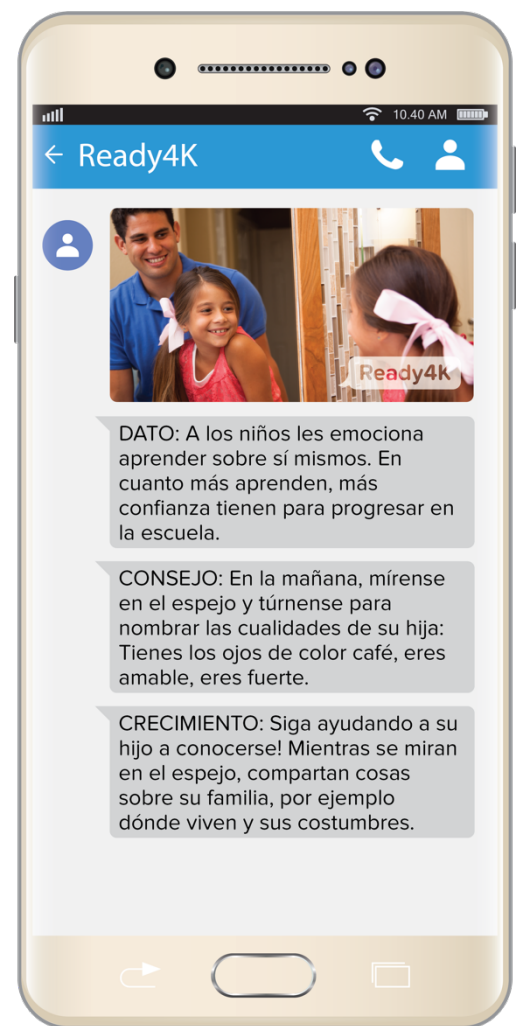 10.40 AM
Ready4K
Ready4K
DATO: A los niños les emociona
aprender sobre sí mismos. En
cuanto más aprenden, más
confianza tienen para progresar en
la escuela.
CONSEJO: En la mañana, mírense
en el espejo y túrnense para
nombrar las cualidades de su hija:
Tienes los ojos de color café, eres
amable, eres fuerte.
CRECIMIENTO: Siga ayudando a su
hijo a conocerse! Mientras se miran
en el espejo, compartan cosas
sobre su familia, por ejemplo
dónde viven y sus costumbres.